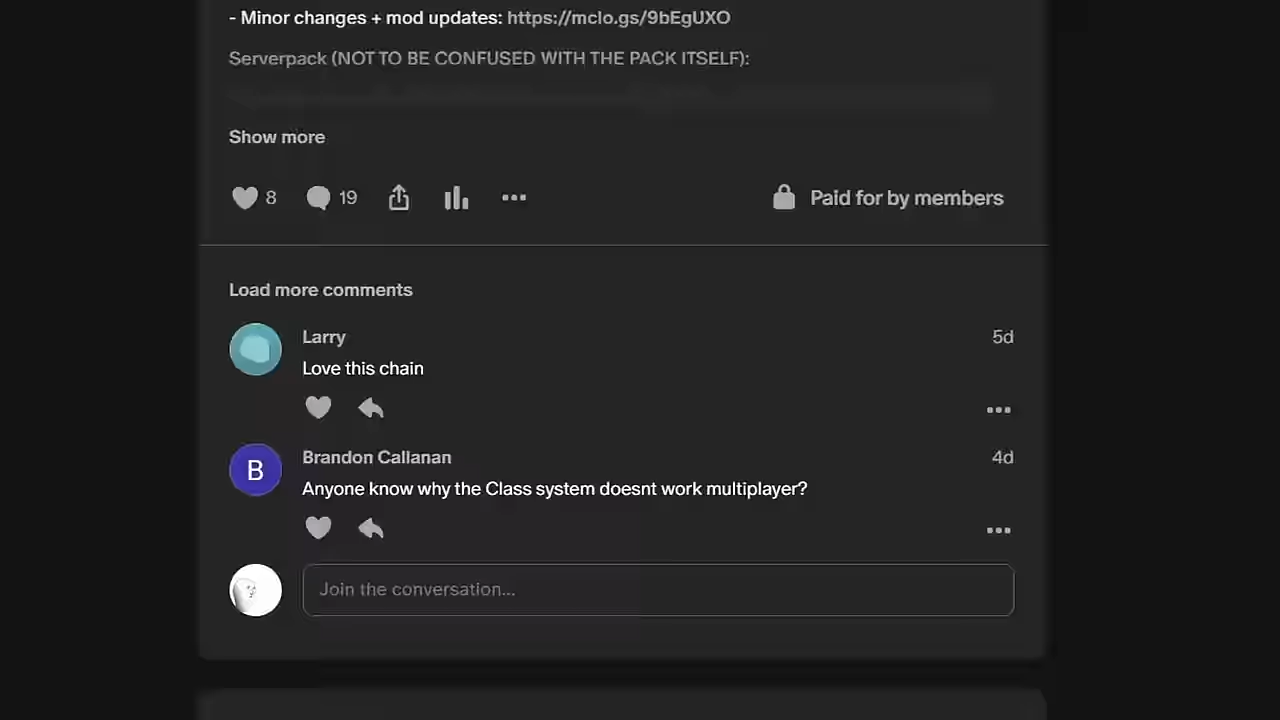 - Minor changes + mod updates: https://mclo.gs/9bEgUXO
Serverpack (NOT TO BE CONFUSED WITH THE PACK ITSELF):
Show more
8 19 Paid for by members
Load more comments
Larry 5d
Love this chain
B Brandon Callanan 4d
Anyone know why the Class system doesnt work multiplayer?
Join the conversation...